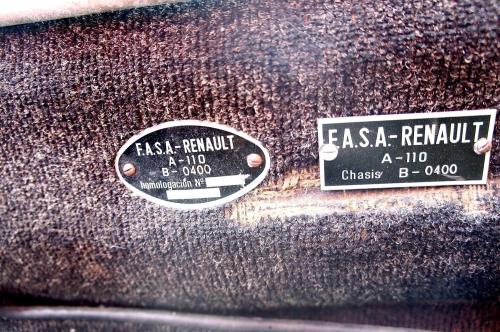 F.A.S.A.-RENAULT
A-110
B-0400
homologación Nº
F.A.S.A.-RENAULT
A-110
Chasis B-0400